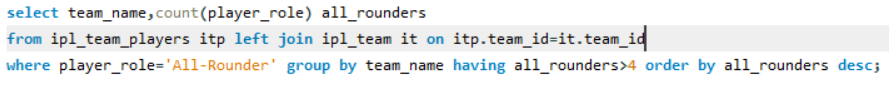 select team_name,count(player_role) all_rounders
from ipl_team_players itp left join ipl_team it on itp.team_id=it.team_id
where player_role='All-Rounder' group by team_name having all_rounders>4 order by all_rounders desc;